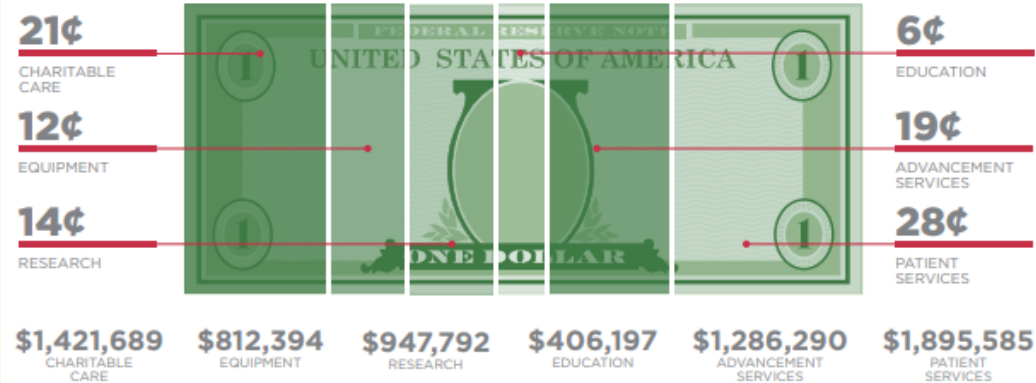 21¢
CHARITABLE
CARE
12¢
EQUIPMENT
14¢
RESEARCH
FEDERAL RESERVE NOTE
UNITED STATES OF AMERICA
1
1
1
1
ONE DOLLAR
6¢
EDUCATION
19¢
ADVANCEMENT
SERVICES
28¢
PATIENT
SERVICES
$1,421,689
CHARITABLE
CARE
$812,394
EQUIPMENT
$947,792
RESEARCH
$406,197
EDUCATION
$1,286,290
ADVANCEMENT
SERVICES
$1,895,585
PATIENT
SERVICES